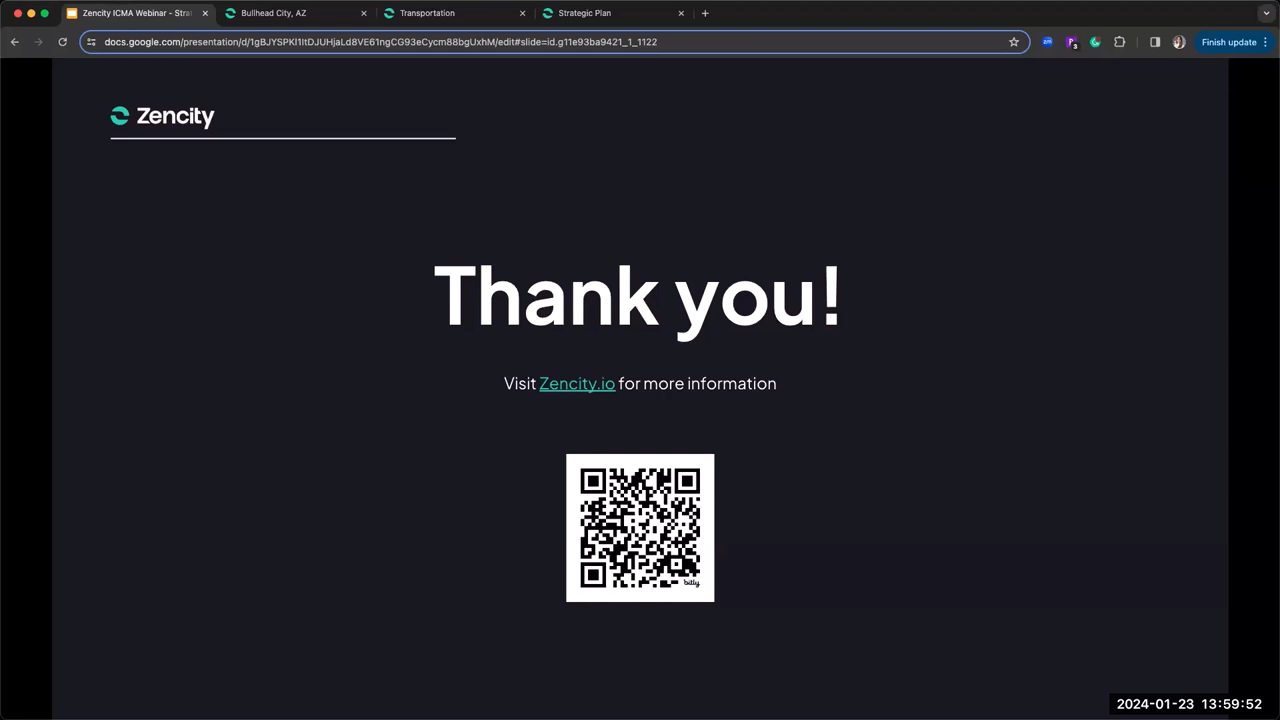 Zencity ICMA Webinar - Stra
Bullhead City, AZ
Transportation
Strategic Plan
docs.google.com/presentation/d/1gBJYSPKl1ItDJUHjaLd8VE61ngCG93eCycm88bgUxhM/edit#slide=id.g11e93ba9421_1_1122
Finish update
Zencity
Thank you!
Visit Zencity.io for more information
bitly
2024-01-23 13:59:52